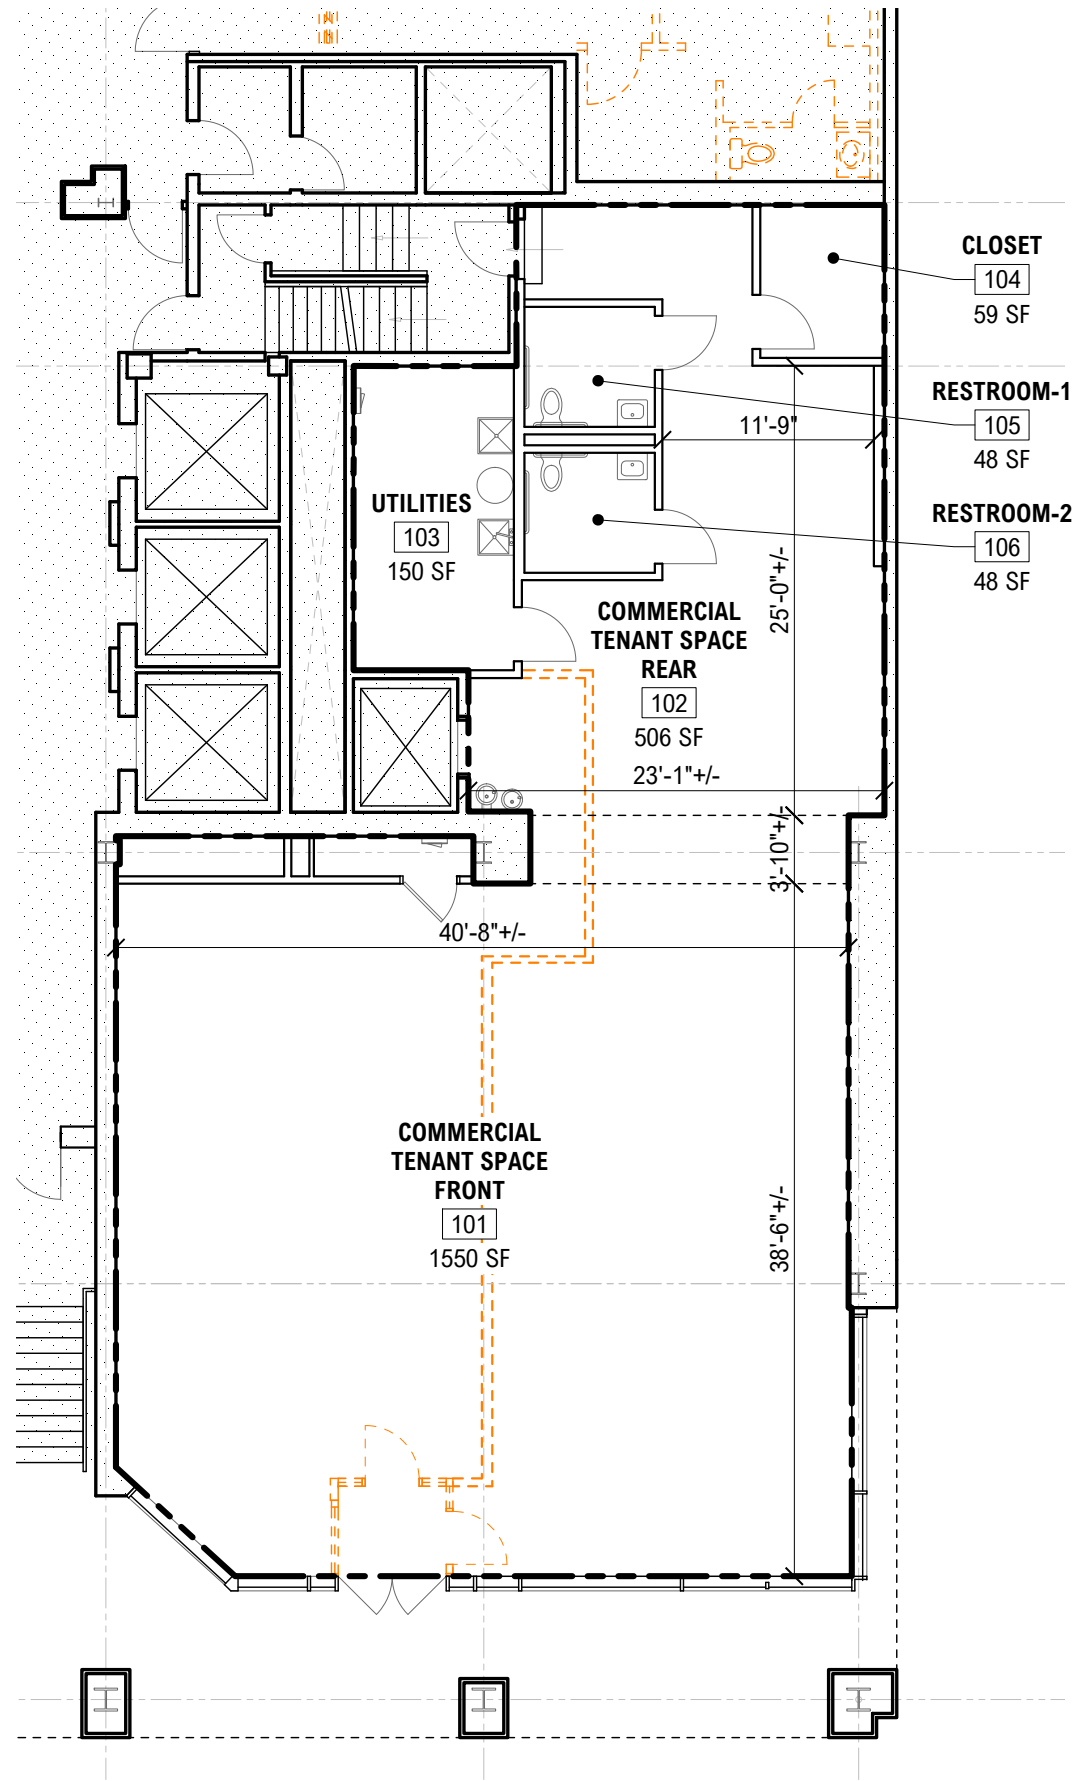 CLOSET
104
59 SF
RESTROOM-1
105
48 SF
11'-9"
UTILITIES
103
150 SF
RESTROOM-2
106
48 SF
25'-0"+/-
COMMERCIAL
TENANT SPACE
REAR
102
506 SF
23'-1"+/-
3'-10"+/-
40'-8"+/-
COMMERCIAL
TENANT SPACE
FRONT
101
1550 SF
38'-6"+/-